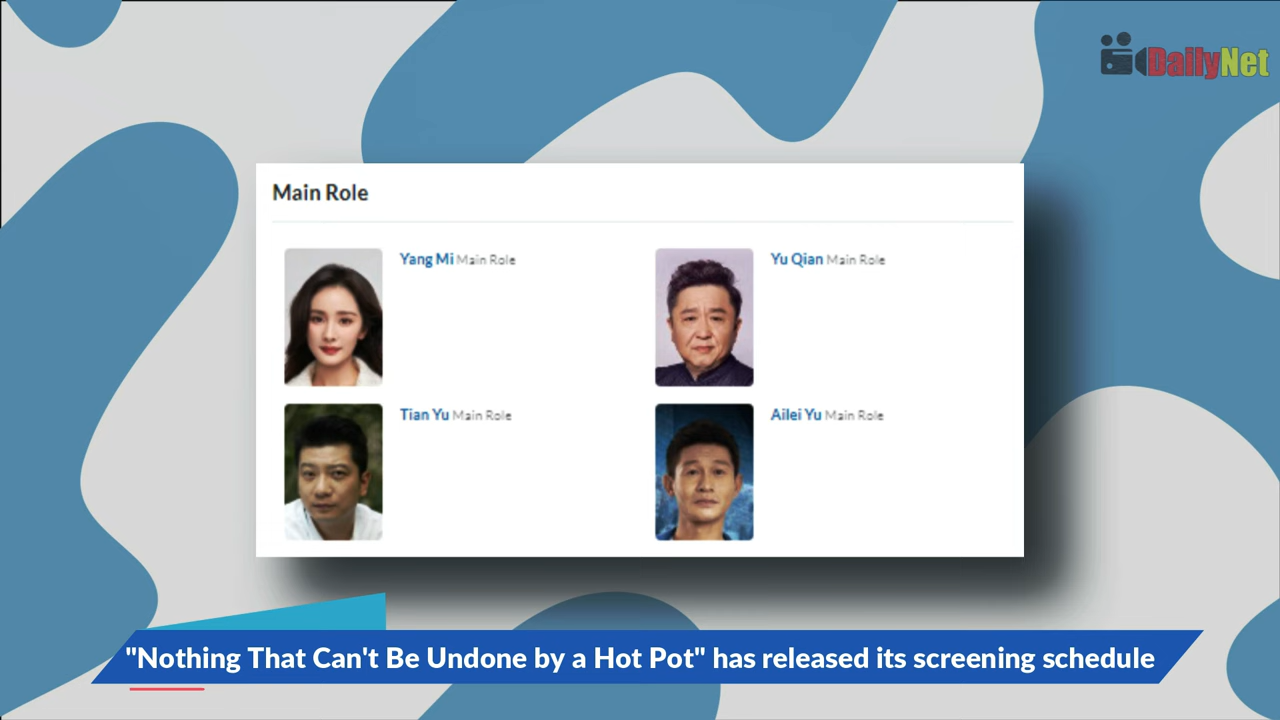 DailyNet
Main Role
Yang Mi Main Role
Yu Qian Main Role
Tian Yu Main Role
Ailei Yu Main Role
"Nothing That Can't Be Undone by a Hot Pot" has released its screening schedule